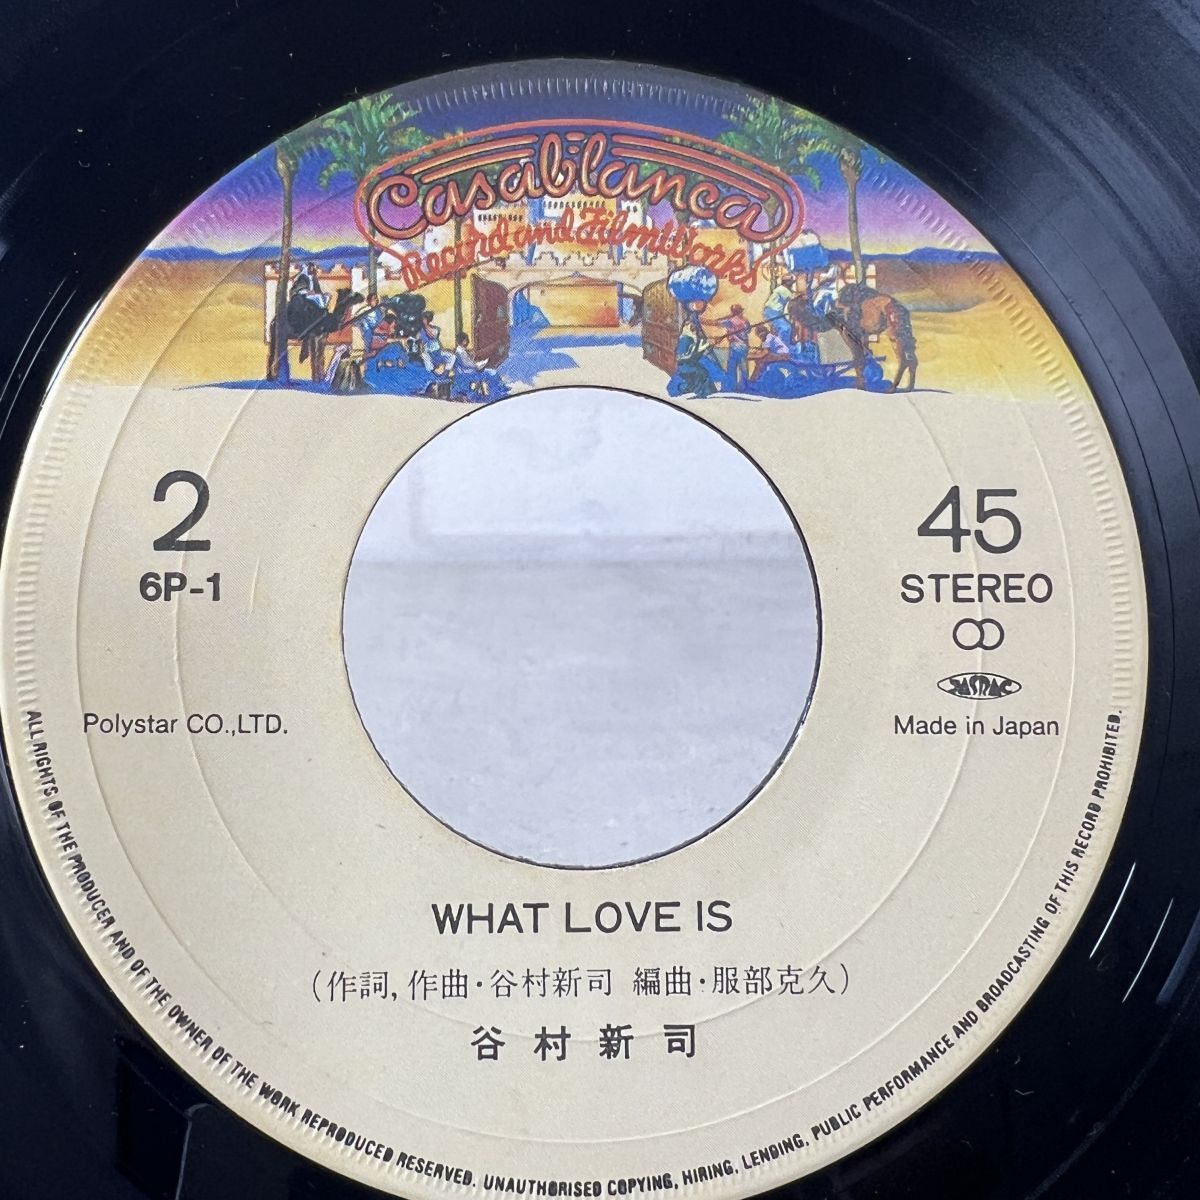 Casablanca
Record and FilmWorks
2
6P-1
45
STEREO
JASRAC
Polystar CO.,LTD.
Made in Japan
WHAT LOVE IS
(作詞, 作曲・谷村新司 編曲・服部克久)
谷村新司
ALL RIGHTS OF THE PRODUCER AND OF THE OWNER OF THE WORK REPRODUCED RESERVED. UNAUTHORISED COPYING, HIRING, LENDING, PUBLIC PERFORMANCE AND BROADCASTING OF THIS RECORD PROHIBITED.